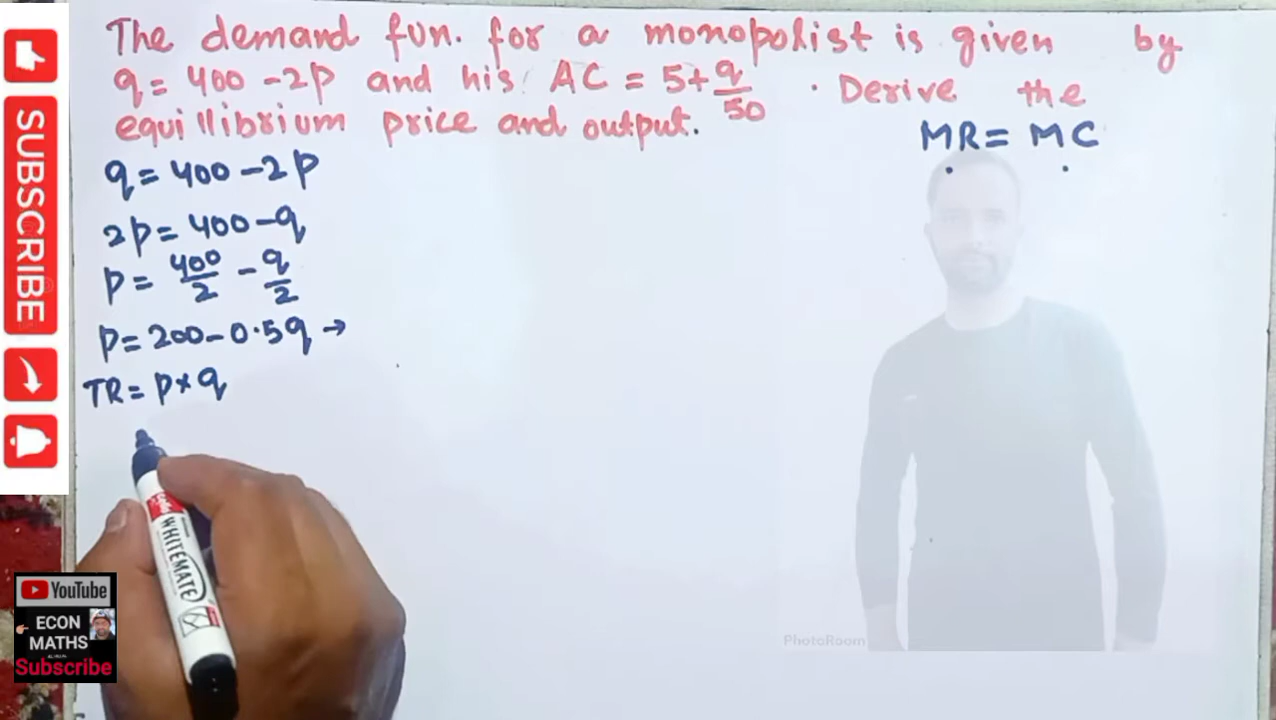 The demand fun. for a monopolist is given by
q = 400 - 2p and his AC = 5 + q/50 . Derive the
equillibrium price and output.
MR = MC
q = 400 - 2p
2p = 400 - q
p = 400/2 - q/2
p = 200 - 0.5q →
TR = p × q
SUBSCRIBE
WHITEMATE
YouTube
ECON
MATHS
Subscribe
PhotoRoom